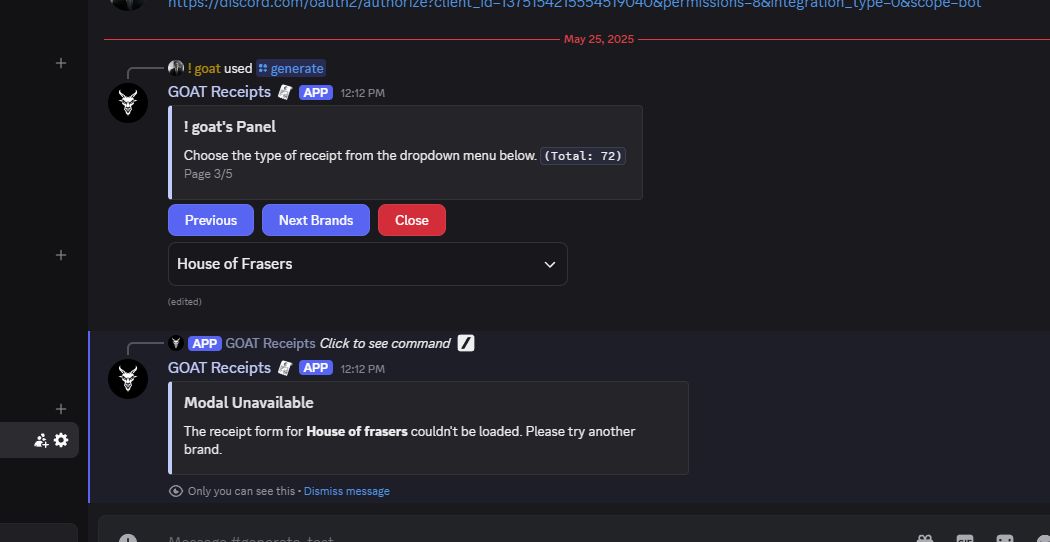 https://discord.com/oauth2/authorize?client_id=1375154215554519040&permissions=8&integration_type=0&scope=bot
May 25, 2025
! goat used generate
GOAT Receipts APP 12:12 PM
! goat's Panel
Choose the type of receipt from the dropdown menu below. (Total: 72)
Page 3/5
Previous Next Brands Close
House of Frasers
(edited)
APP GOAT Receipts Click to see command
GOAT Receipts APP 12:12 PM
Modal Unavailable
The receipt form for House of frasers couldn't be loaded. Please try another
brand.
Only you can see this • Dismiss message
Message #generate-test